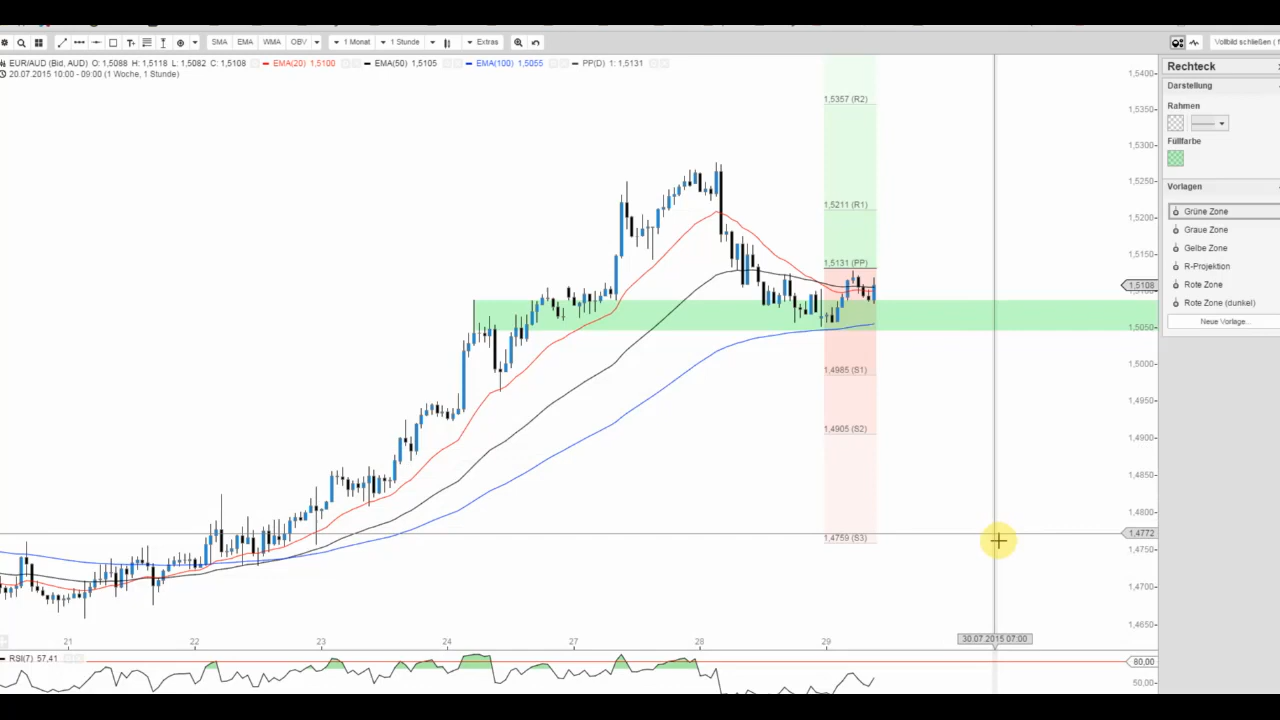 SMA EMA WMA OBV 1 Monat 1 Stunde Extras Vollbild schließen (
EUR/AUD (Bid, AUD) O: 1,5088 H: 1,5118 L: 1,5082 C: 1,5108 EMA(20) 1,5100 EMA(50) 1,5105 EMA(100) 1,5055 PP(D) 1: 1,5131
20.07.2015 10:00 - 09:00 (1 Woche, 1 Stunde)
Rechteck
Darstellung
Rahmen
Füllfarbe
Vorlagen
Grüne Zone
Graue Zone
Gelbe Zone
R-Projektion
Rote Zone
Rote Zone (dunkel)
Neue Vorlage...
1,5357 (R2)
1,5211 (R1)
1,5131 (PP)
1,4985 (S1)
1,4905 (S2)
1,4759 (S3)
1,5400
1,5350
1,5300
1,5250
1,5200
1,5150
1,5108
1,5050
1,5000
1,4950
1,4900
1,4850
1,4800
1,4772
1,4750
1,4700
1,4650
21 22 23 24 27 28 29
30.07.2015 07:00
RSI(7) 57,41
80,00
50,00